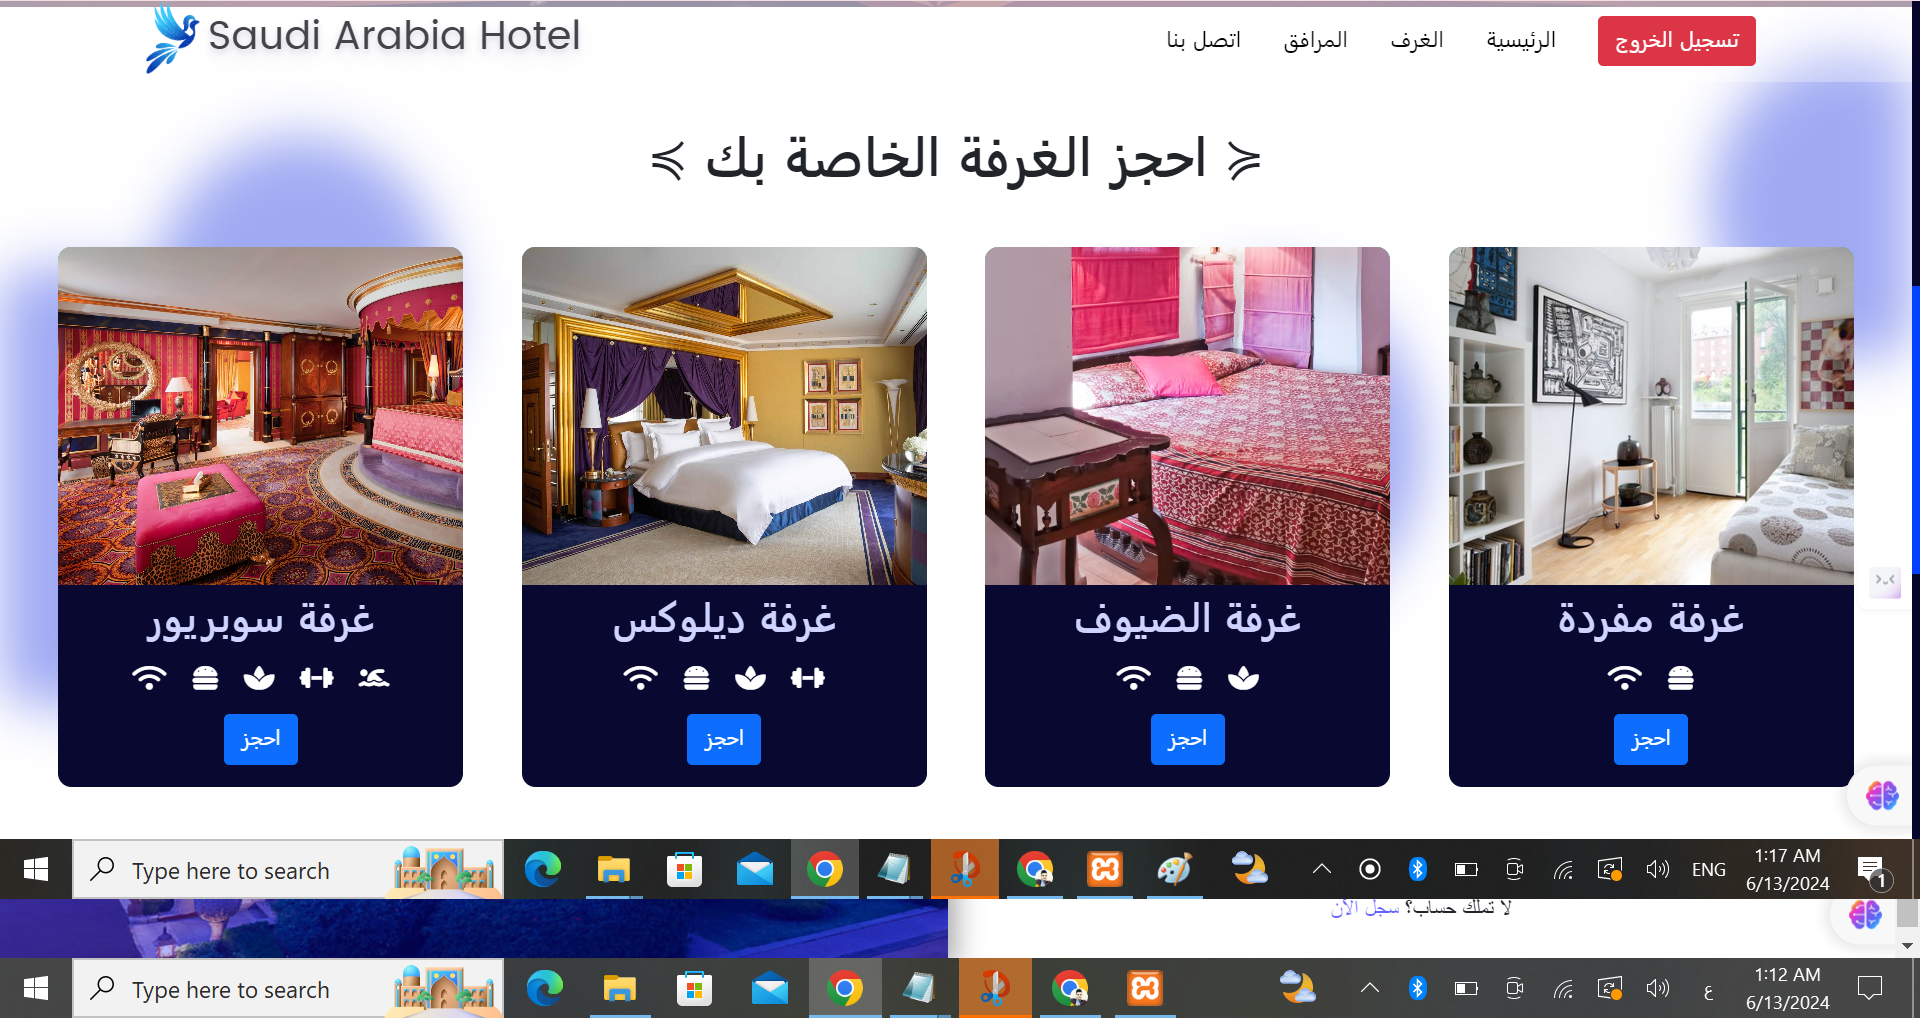 Saudi Arabia Hotel
تسجيل الخروج
الرئيسية
الغرف
المرافق
اتصل بنا
≽ احجز الغرفة الخاصة بك ≼
غرفة سوبريور
احجز
غرفة ديلوكس
احجز
غرفة الضيوف
احجز
غرفة مفردة
احجز
Type here to search
ENG
1:17 AM
6/13/2024
1
لا تملك حساب؟ سجل الآن
Type here to search
ع
1:12 AM
6/13/2024